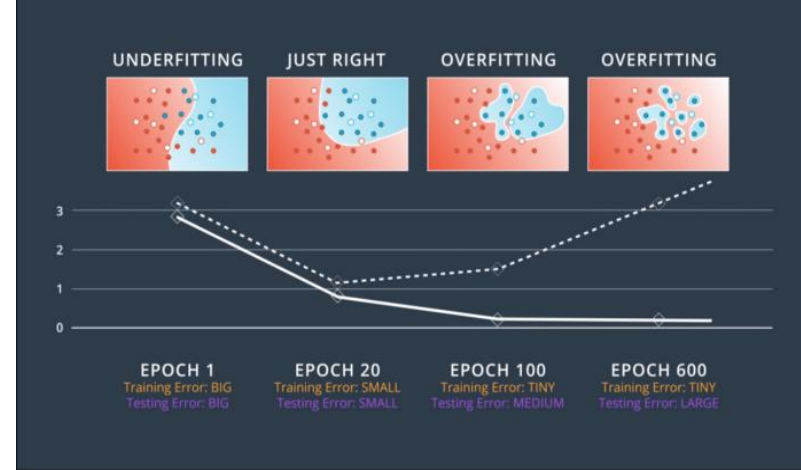 UNDERFITTING
JUST RIGHT
OVERFITTING
OVERFITTING
3
2
1
0
EPOCH 1
Training Error: BIG
Testing Error: BIG
EPOCH 20
Training Error: SMALL
Testing Error: SMALL
EPOCH 100
Training Error: TINY
Testing Error: MEDIUM
EPOCH 600
Training Error: TINY
Testing Error: LARGE